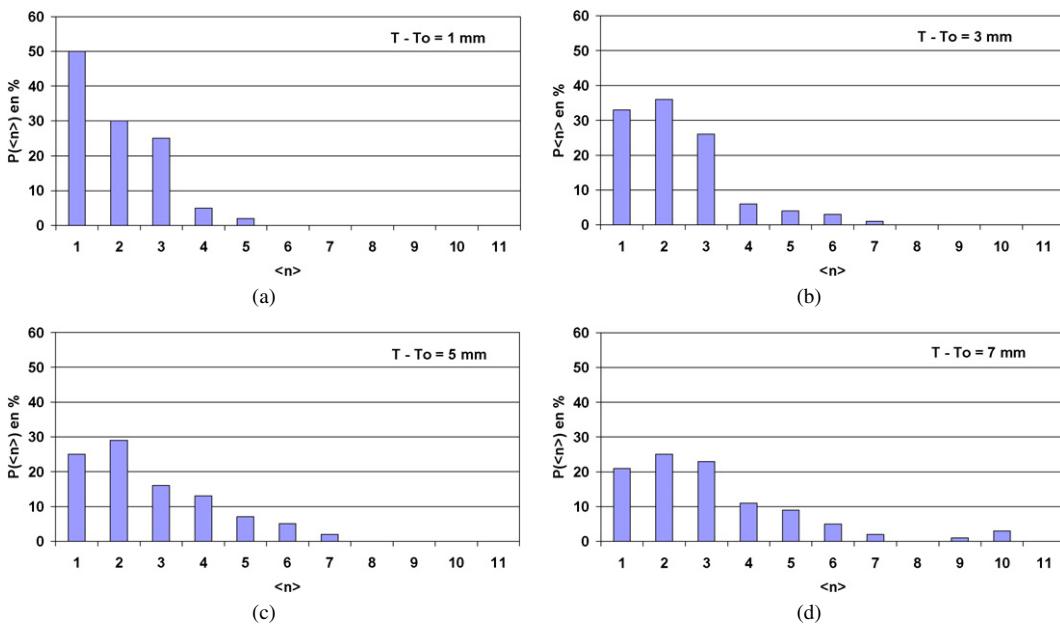 60
50
40
30
20
10
0
P(<n>) en %
T - To = 1 mm
1 2 3 4 5 6 7 8 9 10 11
<n>
(a)
60
50
40
30
20
10
0
P(<n> en %
T - To = 3 mm
1 2 3 4 5 6 7 8 9 10 11
<n>
(b)
60
50
40
30
20
10
0
P(<n>) en %
T - To = 5 mm
1 2 3 4 5 6 7 8 9 10 11
<n>
(c)
60
50
40
30
20
10
0
P(<n>) en %
T - To = 7 mm
1 2 3 4 5 6 7 8 9 10 11
<n>
(d)